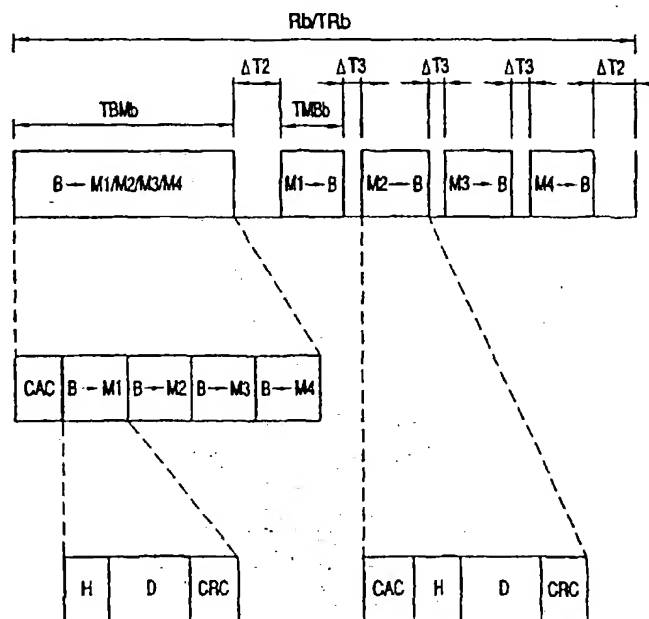 Rb/TRb
ΔT2 ΔT3 ΔT3 ΔT3 ΔT2
TBMb TMBb
B→M1/M2/M3/M4 M1→B M2→B M3→B M4→B
CAC B→M1 B→M2 B→M3 B→M4
H D CRC CAC H D CRC